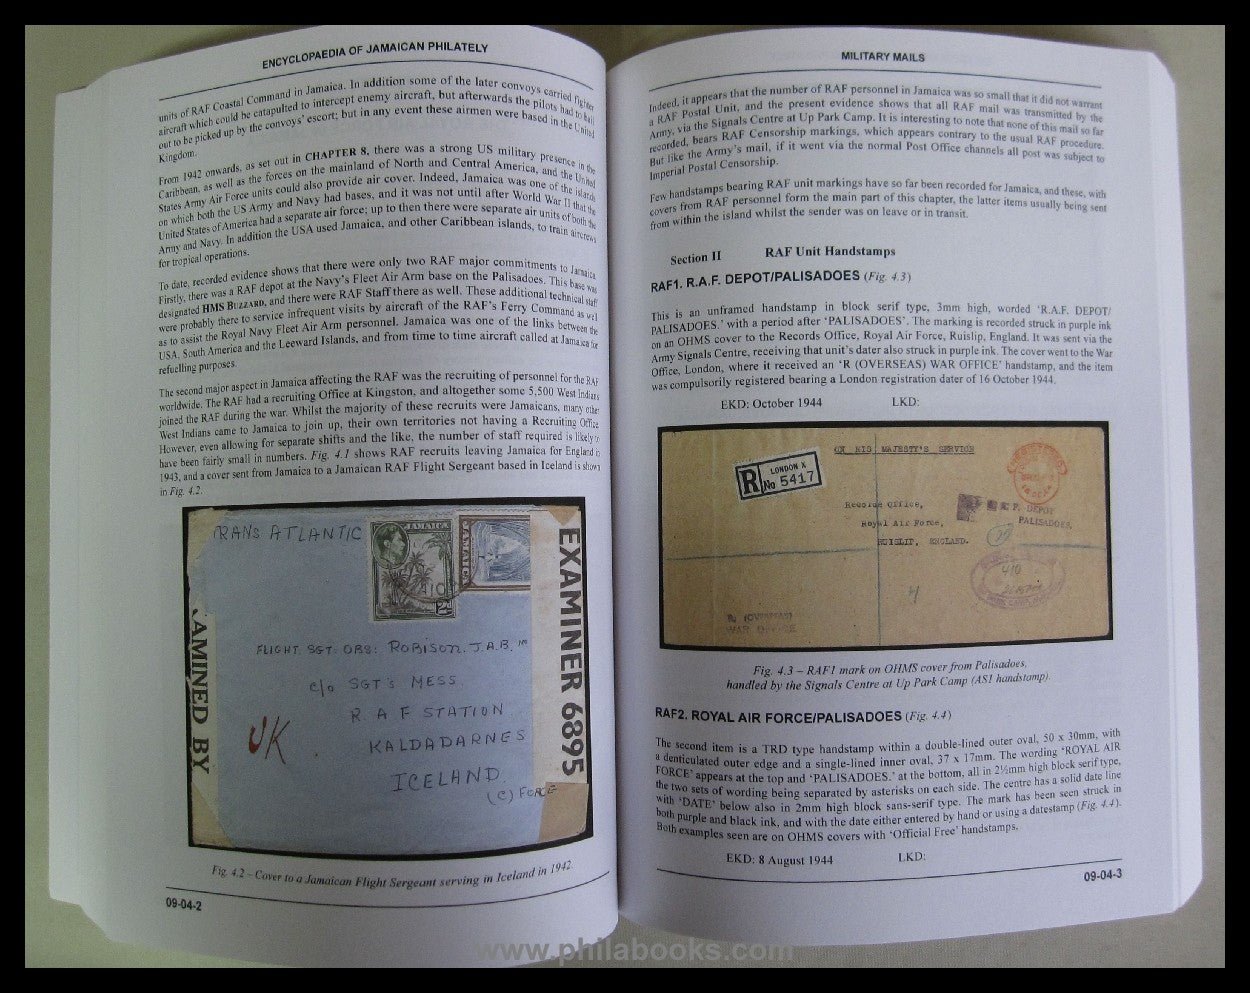 ENCYCLOPAEDIA OF JAMAICAN PHILATELY
units of RAF Coastal Command in Jamaica. In addition some of the later convoys carried fighter
aircraft which could be catapulted to intercept enemy aircraft, but afterwards the pilots had to bail
out to be picked up by the convoys' escort; but in any event these airmen were based in the United
Kingdom.
From 1942 onwards, as set out in CHAPTER 8, there was a strong US military presence in the
Caribbean, as well as the forces on the mainland of North and Central America, and the United
States Army Air Force units could also provide air cover. Indeed, Jamaica was one of the islands
on which both the US Army and Navy had bases, and it was not until after World War II that the
United States of America had a separate air force; up to then there were separate air units of both the
Army and Navy. In addition the USA used Jamaica, and other Caribbean islands, to train aircrews
for tropical operations.
To date, recorded evidence shows that there were only two RAF major commitments to Jamaica.
Firstly, there was a RAF depot at the Navy's Fleet Air Arm base on the Palisadoes. This base was
designated HMS BUZZARD, and there were RAF Staff there as well. These additional technical staff
were probably there to service infrequent visits by aircraft of the RAF's Ferry Command as well
as to assist the Royal Navy Fleet Air Arm personnel. Jamaica was one of the links between the
USA, South America and the Leeward Islands, and from time to time aircraft called at Jamaica for
refuelling purposes.
The second major aspect in Jamaica affecting the RAF was the recruiting of personnel for the RAF
worldwide. The RAF had a recruiting Office at Kingston, and altogether some 5,500 West Indians
joined the RAF during the war. Whilst the majority of these recruits were Jamaicans, many other
West Indians came to Jamaica to join up, their own territories not having a Recruiting Office.
However, even allowing for separate shifts and the like, the number of staff required is likely to
have been fairly small in numbers. Fig. 4.1 shows RAF recruits leaving Jamaica for England in
1943, and a cover sent from Jamaica to a Jamaican RAF Flight Sergeant based in Iceland is shown
in Fig. 4.2.
TRANS ATLANTIC
JAMAICA
JAMAICA
EXAMINER 6895
AMINED BY
FLIGHT. SGT. OBS: ROBISON. J.A.B.
c/o SGT'S MESS
R. A F STATION
KALDADARNES
ICELAND
(C) FORCE
UK
Fig. 4.2 – Cover to a Jamaican Flight Sergeant serving in Iceland in 1942.
09-04-2
MILITARY MAILS
Indeed, it appears that the number of RAF personnel in Jamaica was so small that it did not warrant
a RAF Postal Unit, and the present evidence shows that all RAF mail was transmitted by the
Army, via the Signals Centre at Up Park Camp. It is interesting to note that none of this mail so far
recorded, bears RAF Censorship markings, which appears contrary to the usual RAF procedure.
But like the Army's mail, if it went via the normal Post Office channels all post was subject to
Imperial Postal Censorship.
Few handstamps bearing RAF unit markings have so far been recorded for Jamaica, and these, with
covers from RAF personnel form the main part of this chapter, the latter items usually being sent
from within the island whilst the sender was on leave or in transit.
Section II RAF Unit Handstamps
RAF1. R.A.F. DEPOT/PALISADOES (Fig. 4.3)
This is an unframed handstamp in block serif type, 3mm high, worded 'R.A.F. DEPOT/
PALISADOES.' with a period after 'PALISADOES'. The marking is recorded struck in purple ink
on an OHMS cover to the Records Office, Royal Air Force, Ruislip, England. It was sent via the
Army Signals Centre, receiving that unit's dater also struck in purple ink. The cover went to the War
Office, London, where it received an 'R (OVERSEAS) WAR OFFICE' handstamp, and the item
was compulsorily registered bearing a London registration dater of 16 October 1944.
EKD: October 1944 LKD:
ON HIS MAJESTY'S SERVICE
R LONDON X
No 5417
Records Office,
Royal Air Force,
RUISLIP, ENGLAND.
R.A.F. DEPOT
PALISADOES.
410
R (OVERSEAS)
WAR OFFICE
Fig. 4.3 – RAF1 mark on OHMS cover from Palisadoes,
handled by the Signals Centre at Up Park Camp (AS1 handstamp).
RAF2. ROYAL AIR FORCE/PALISADOES (Fig. 4.4)
The second item is a TRD type handstamp within a double-lined outer oval, 50 x 30mm, with
a denticulated outer edge and a single-lined inner oval, 37 x 17mm. The wording 'ROYAL AIR
FORCE' appears at the top and 'PALISADOES.' at the bottom, all in 2½mm high block serif type,
the two sets of wording being separated by asterisks on each side. The centre has a solid date line
with 'DATE' below also in 2mm high block sans-serif type. The mark has been seen struck in
both purple and black ink, and with the date either entered by hand or using a datestamp (Fig. 4.4).
Both examples seen are on OHMS covers with 'Official Free' handstamps.
EKD: 8 August 1944 LKD:
09-04-3
www.philabooks.com